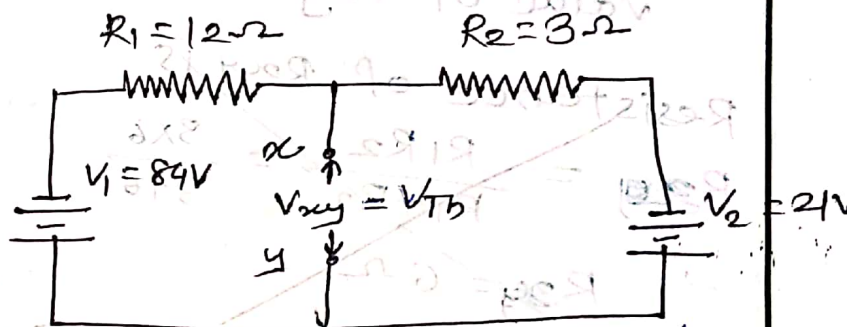 R₁ = 12Ω
R₂ = 3Ω
x
V₁ = 84V
Vxy = VTh
V₂ = 21V
y